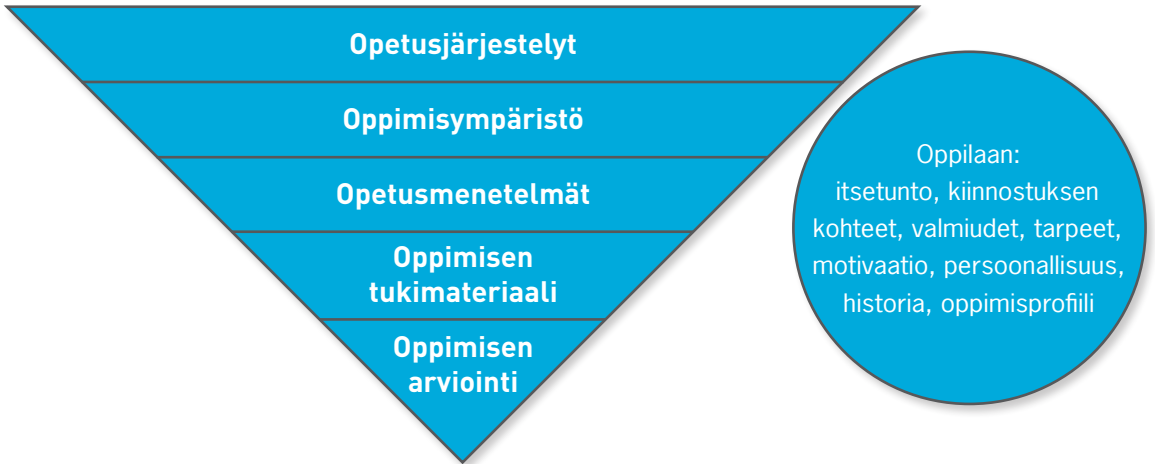 Opetusjärjestelyt
Oppimisympäristö
Opetusmenetelmät
Oppimisen
tukimateriaali
Oppimisen
arviointi
Oppilaan:
itsetunto, kiinnostuksen
kohteet, valmiudet, tarpeet,
motivaatio, persoonallisuus,
historia, oppimisprofiili